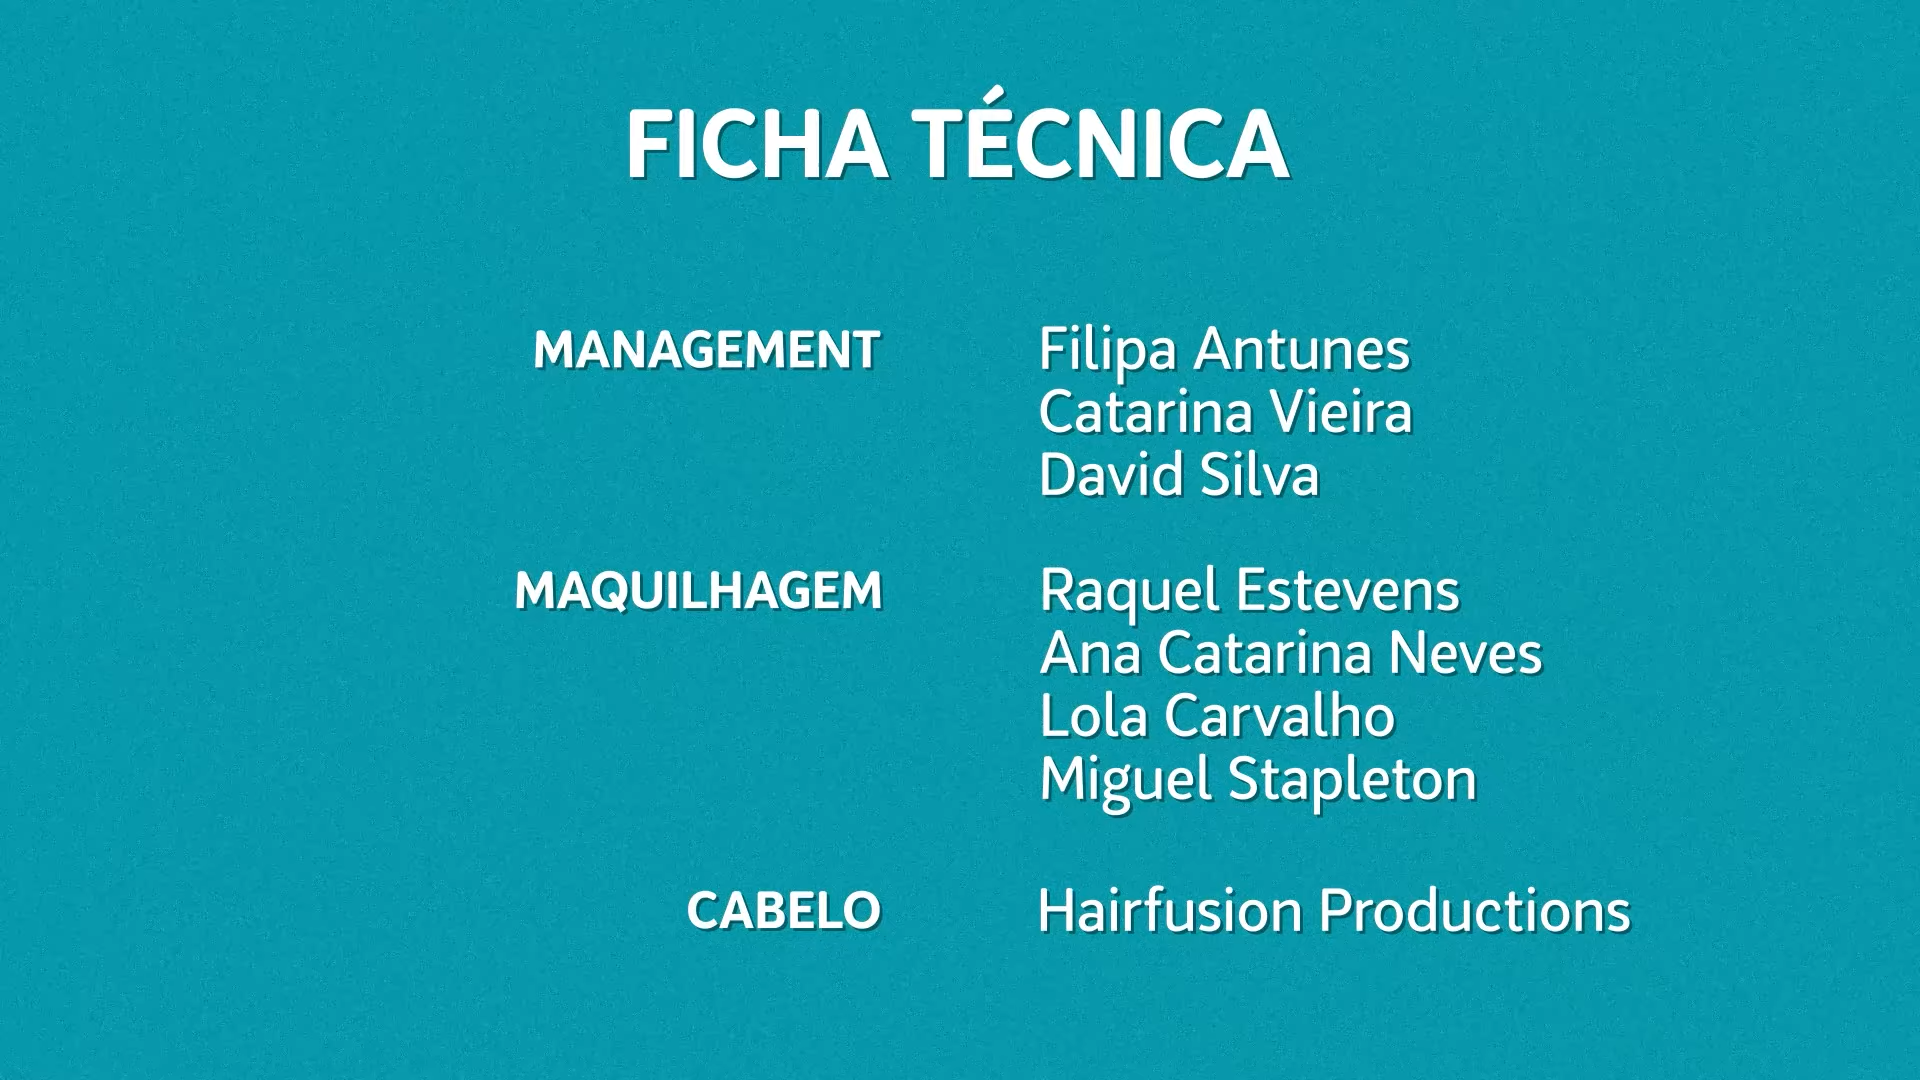 FICHA TÉCNICA
MANAGEMENT Filipa Antunes
Catarina Vieira
David Silva
MAQUILHAGEM Raquel Estevens
Ana Catarina Neves
Lola Carvalho
Miguel Stapleton
CABELO Hairfusion Productions